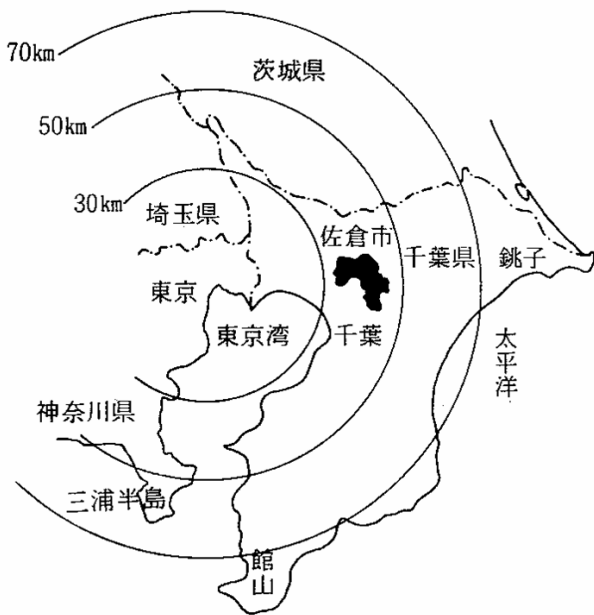 70km
茨城県
50km
30km
埼玉県
佐倉市
千葉県
銚子
東京
東京湾
千葉
太平洋
神奈川県
三浦半島
館山